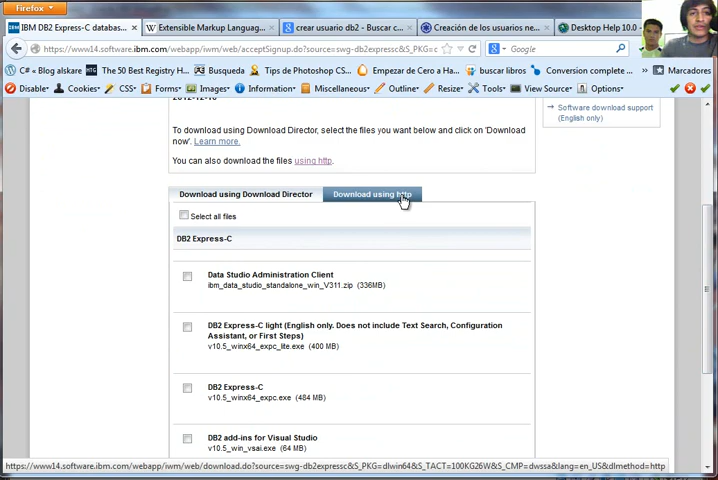 Firefox
IBM DB2 Express-C databas...
Extensible Markup Languag...
crear usuario db2 - Buscar c...
Creación de los usuarios ne...
Desktop Help 10.0
https://www14.software.ibm.com/webapp/iwm/web/acceptSignup.do?source=swg-db2expressc&S_PKG=d
Google
C# « Blog alskare
The 50 Best Registry H...
Busqueda
Tips de Photoshop CS...
Empezar de Cero a Ha...
buscar libros
Conversion complete ...
Marcadores
Disable
Cookies
CSS
Forms
Images
Information
Miscellaneous
Outline
Resize
Tools
View Source
Options
To download using Download Director, select the files you want below and click on 'Download
now'. Learn more.
You can also download the files using http.
Software download support
(English only)
Download using Download Director
Download using http
Select all files
DB2 Express-C
Data Studio Administration Client
ibm_data_studio_standalone_win_V311.zip (336MB)
DB2 Express-C light (English only. Does not include Text Search, Configuration
Assistant, or First Steps)
v10.5_winx64_expc_lite.exe (400 MB)
DB2 Express-C
v10.5_winx64_expc.exe (484 MB)
DB2 add-ins for Visual Studio
v10.5_win_vsai.exe (64 MB)
https://www14.software.ibm.com/webapp/iwm/web/download.do?source=swg-db2expressc&S_PKG=dlwin64&S_TACT=100KG26W&S_CMP=dwssa&lang=en_US&dlmethod=http